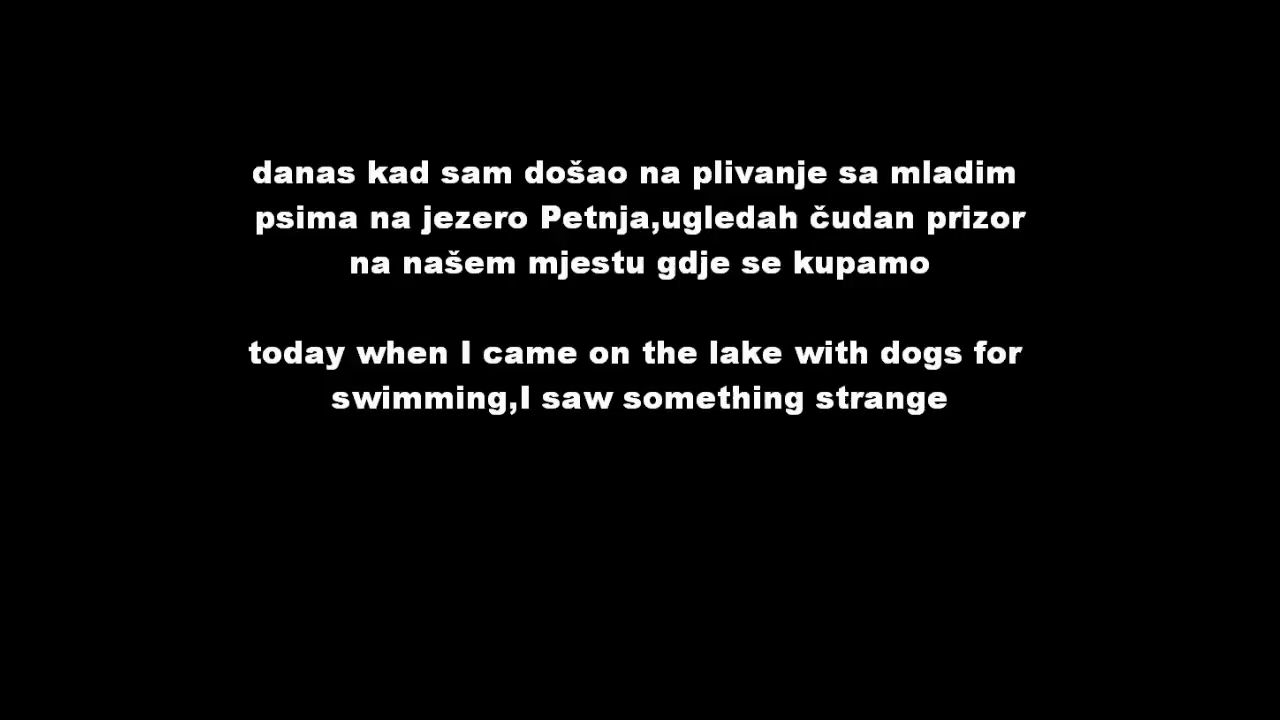 danas kad sam došao na plivanje sa mladim
psima na jezero Petnja,ugledah čudan prizor
na našem mjestu gdje se kupamo
today when I came on the lake with dogs for
swimming,I saw something strange